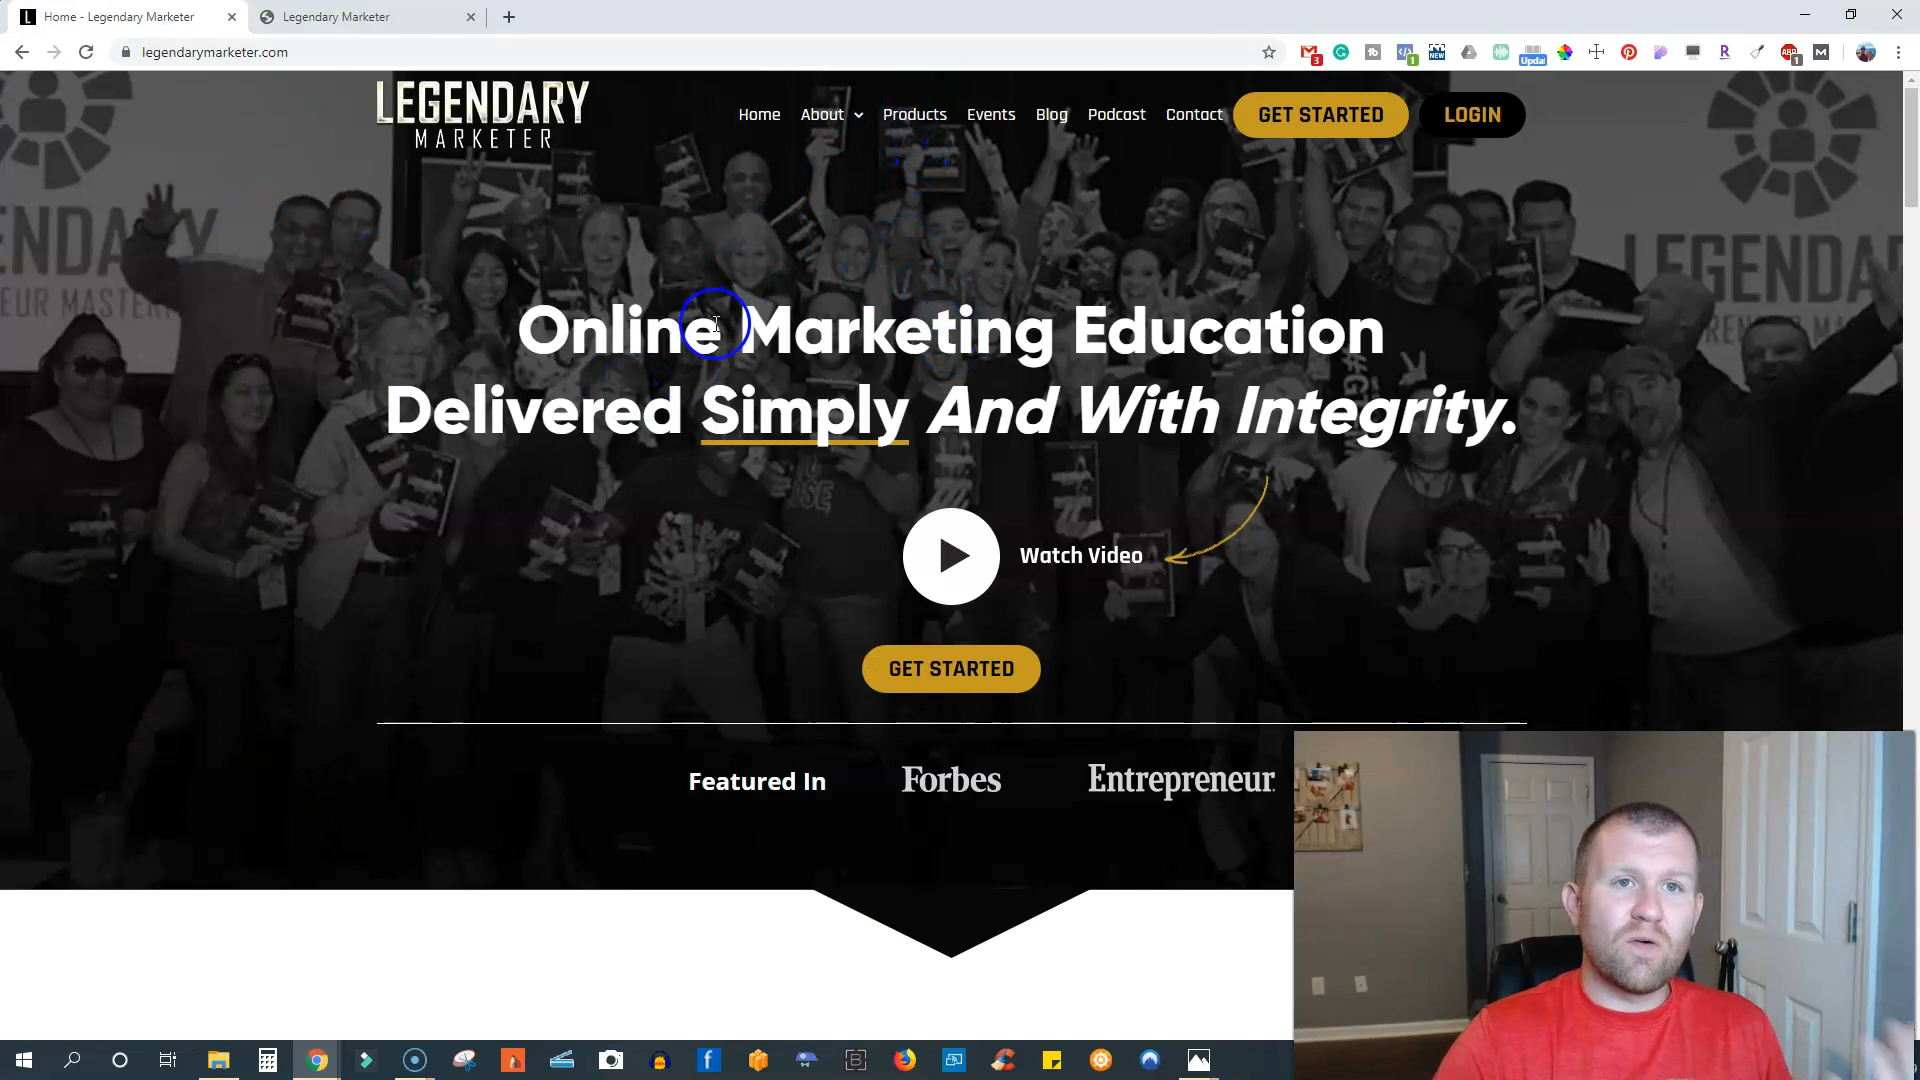 Home - Legendary Marketer
Legendary Marketer
legendarymarketer.com
LEGENDARY
MARKETER
Home About Products Events Blog Podcast Contact GET STARTED LOGIN
Online Marketing Education
Delivered Simply And With Integrity.
Watch Video
GET STARTED
Featured In Forbes Entrepreneur